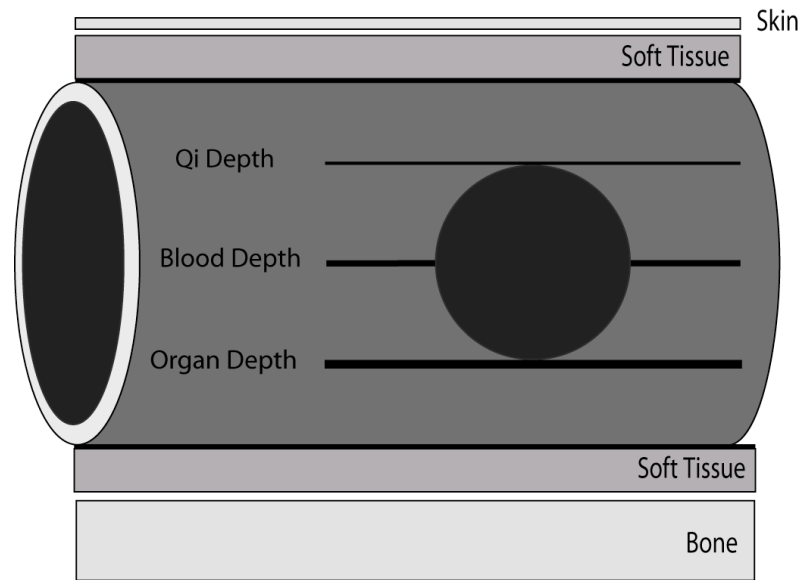 Skin
Soft Tissue
Qi Depth
Blood Depth
Organ Depth
Soft Tissue
Bone